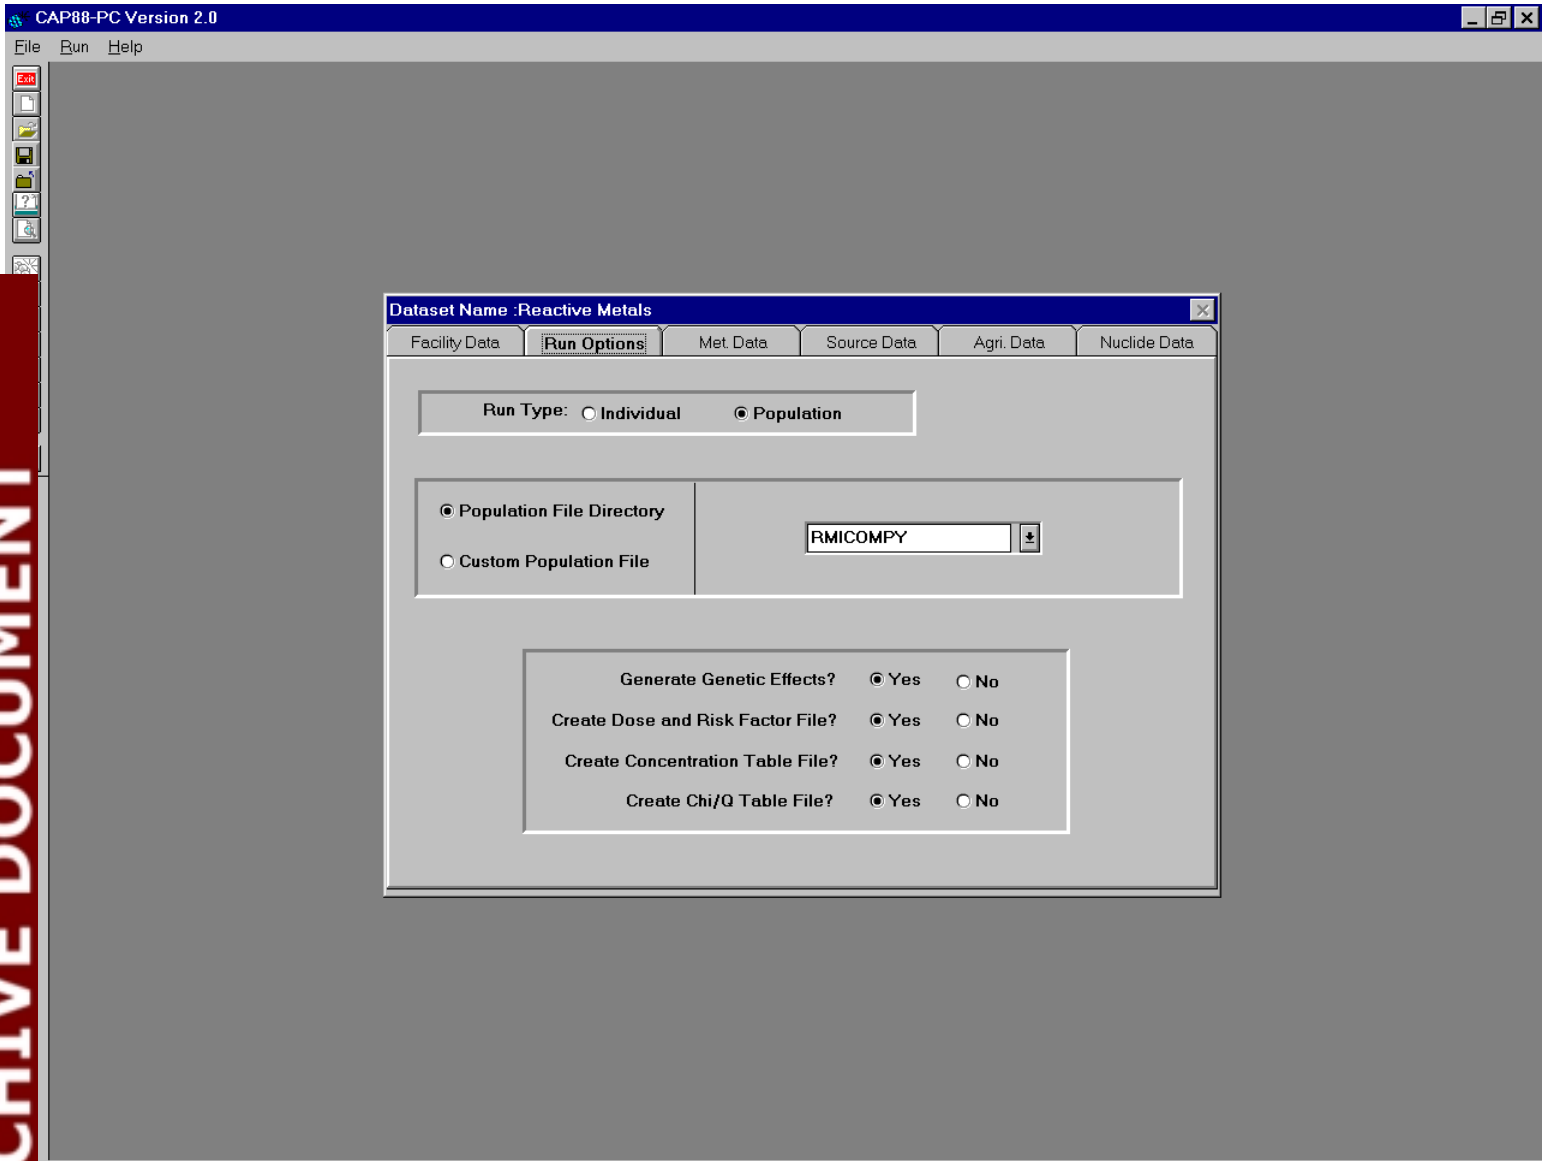 CAP88-PC Version 2.0
File Run Help
Exit
Dataset Name :Reactive Metals
Facility Data Run Options Met. Data Source Data Agri. Data Nuclide Data
Run Type: Individual Population
Population File Directory
RMICOMPY
Custom Population File
Generate Genetic Effects? Yes No
Create Dose and Risk Factor File? Yes No
Create Concentration Table File? Yes No
Create Chi/Q Table File? Yes No
CHIVE DOCUMENT